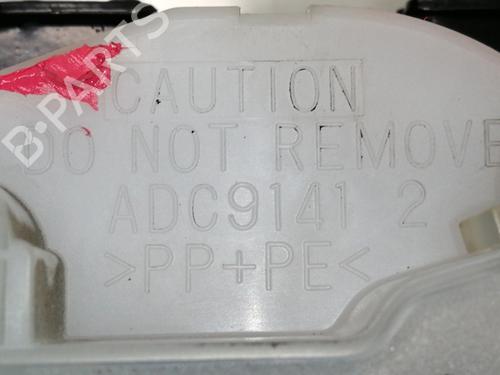 B-PARTS
CAUTION
DO NOT REMOVE
ADC9141 2
>PP+PE<